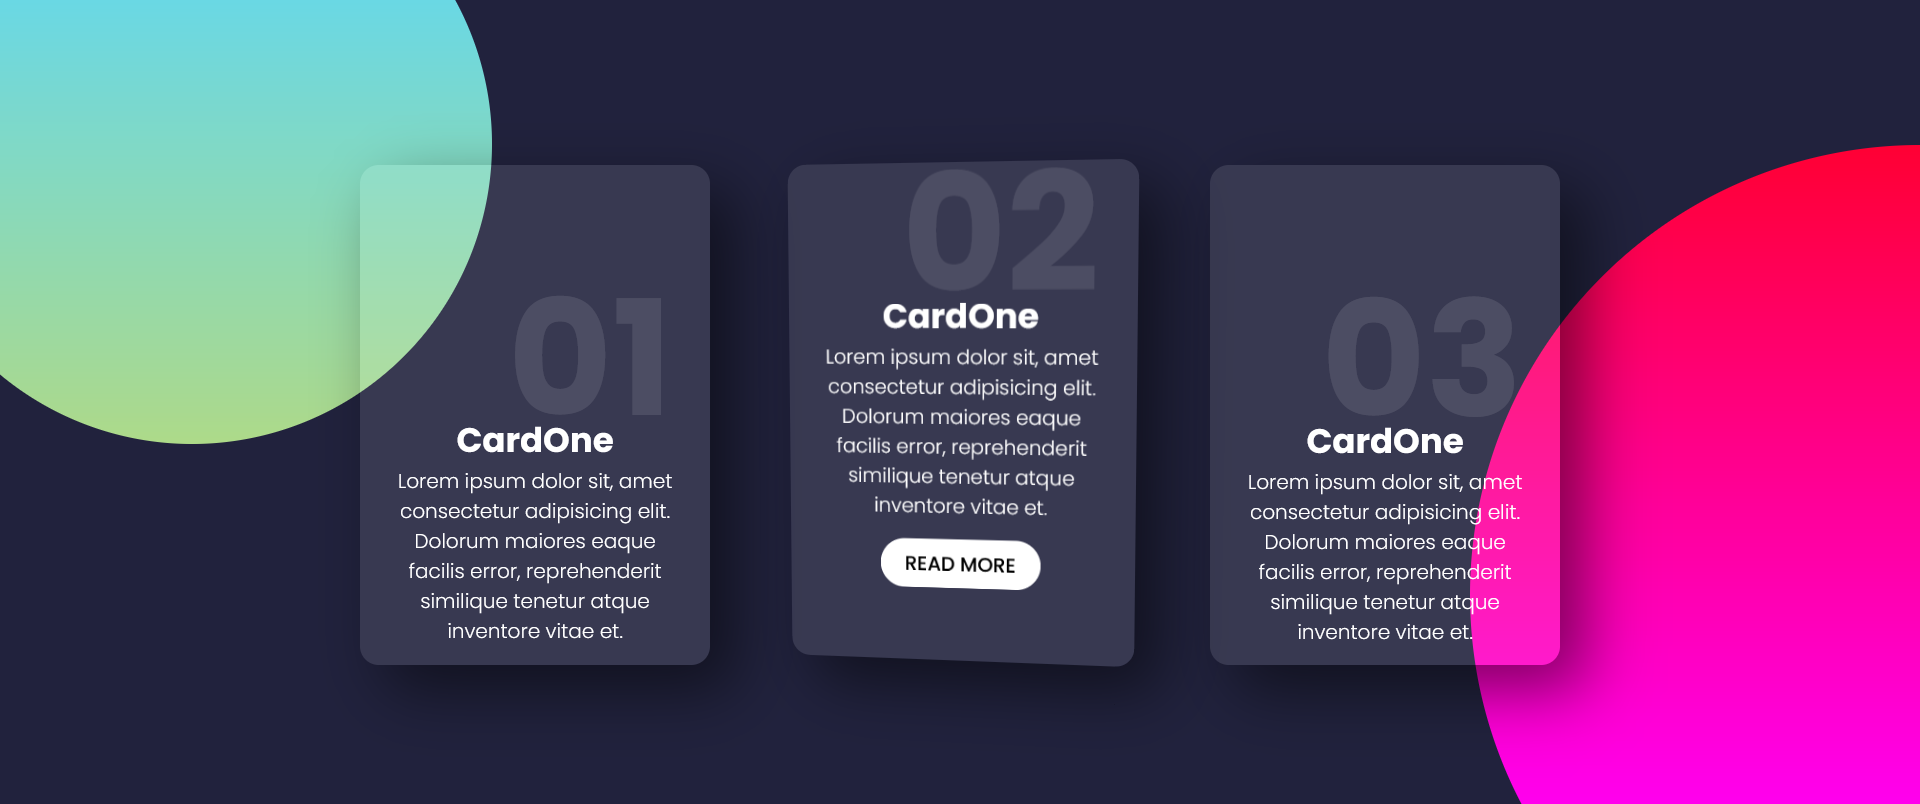 01
CardOne
Lorem ipsum dolor sit, amet
consectetur adipisicing elit.
Dolorum maiores eaque
facilis error, reprehenderit
similique tenetur atque
inventore vitae et.
02
CardOne
Lorem ipsum dolor sit, amet
consectetur adipisicing elit.
Dolorum maiores eaque
facilis error, reprehenderit
similique tenetur atque
inventore vitae et.
READ MORE
03
CardOne
Lorem ipsum dolor sit, amet
consectetur adipisicing elit.
Dolorum maiores eaque
facilis error, reprehenderit
similique tenetur atque
inventore vitae et.